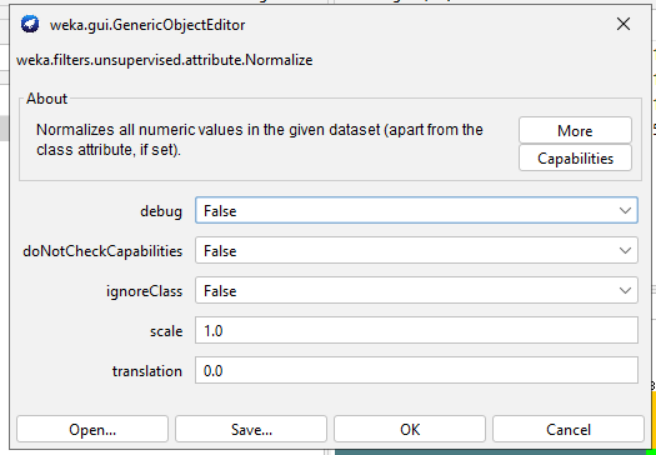 weka.gui.GenericObjectEditor
weka.filters.unsupervised.attribute.Normalize
About
Normalizes all numeric values in the given dataset (apart from the
class attribute, if set).
More
Capabilities
debug False
doNotCheckCapabilities False
ignoreClass False
scale 1.0
translation 0.0
Open... Save... OK Cancel